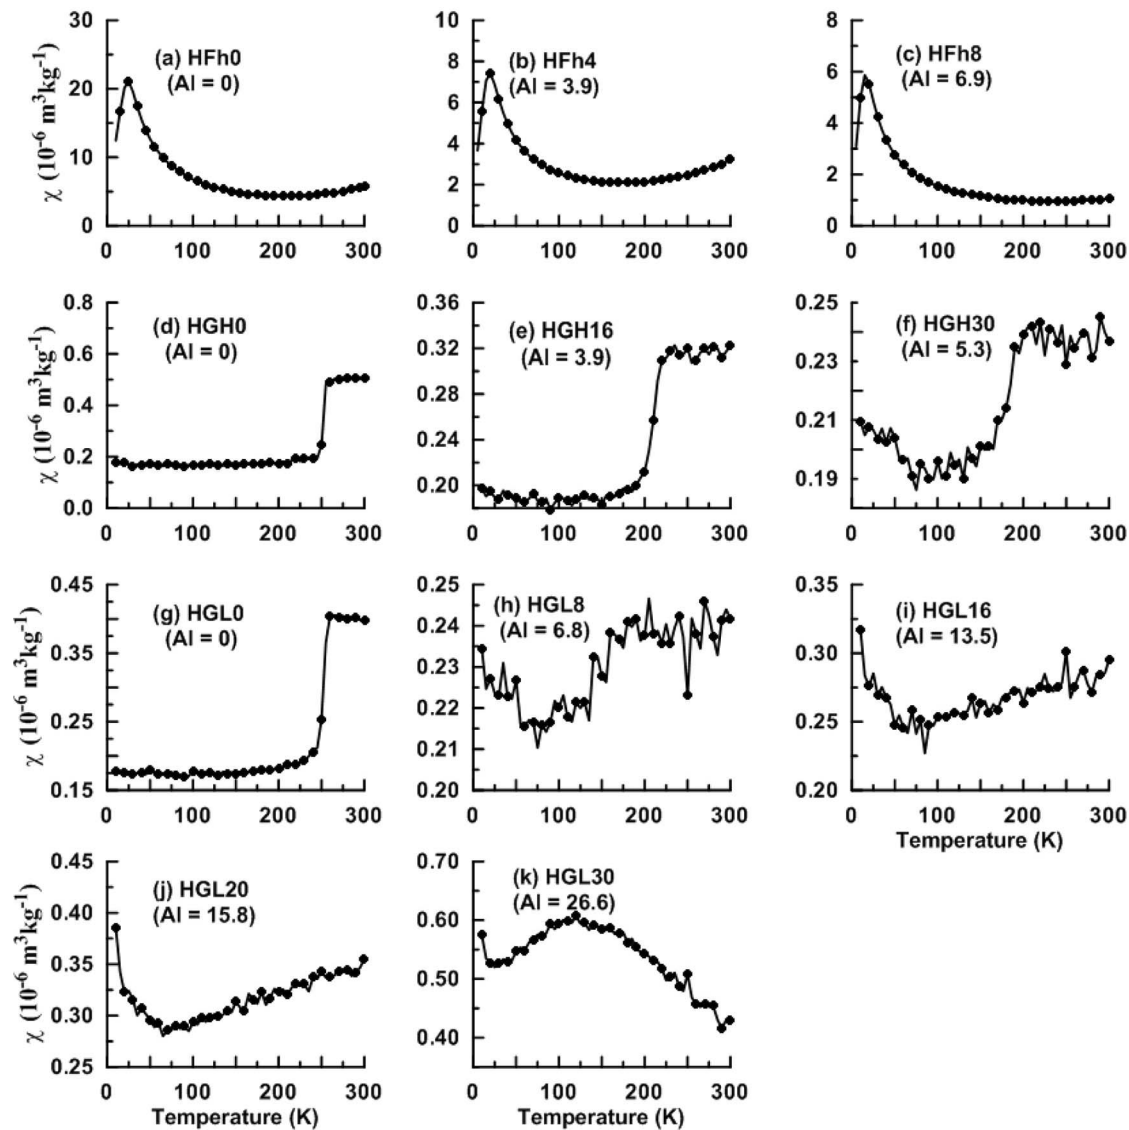 30
20
10
0
χ (10⁻⁶ m³kg⁻¹)
(a) HFh0
(Al = 0)
0 100 200 300
10
8
6
4
2
0
(b) HFh4
(Al = 3.9)
0 100 200 300
8
6
4
2
0
(c) HFh8
(Al = 6.9)
0 100 200 300
0.8
0.6
0.4
0.2
0.0
χ (10⁻⁶ m³kg⁻¹)
(d) HGH0
(Al = 0)
0 100 200 300
0.36
0.32
0.28
0.24
0.20
(e) HGH16
(Al = 3.9)
0 100 200 300
0.25
0.23
0.21
0.19
(f) HGH30
(Al = 5.3)
0 100 200 300
0.45
0.35
0.25
0.15
χ (10⁻⁶ m³kg⁻¹)
(g) HGL0
(Al = 0)
0 100 200 300
0.25
0.24
0.23
0.22
0.21
0.20
(h) HGL8
(Al = 6.8)
0 100 200 300
0.35
0.30
0.25
0.20
(i) HGL16
(Al = 13.5)
0 100 200 300
Temperature (K)
0.45
0.40
0.35
0.30
0.25
χ (10⁻⁶ m³kg⁻¹)
(j) HGL20
(Al = 15.8)
0 100 200 300
Temperature (K)
0.70
0.60
0.50
0.40
(k) HGL30
(Al = 26.6)
0 100 200 300
Temperature (K)